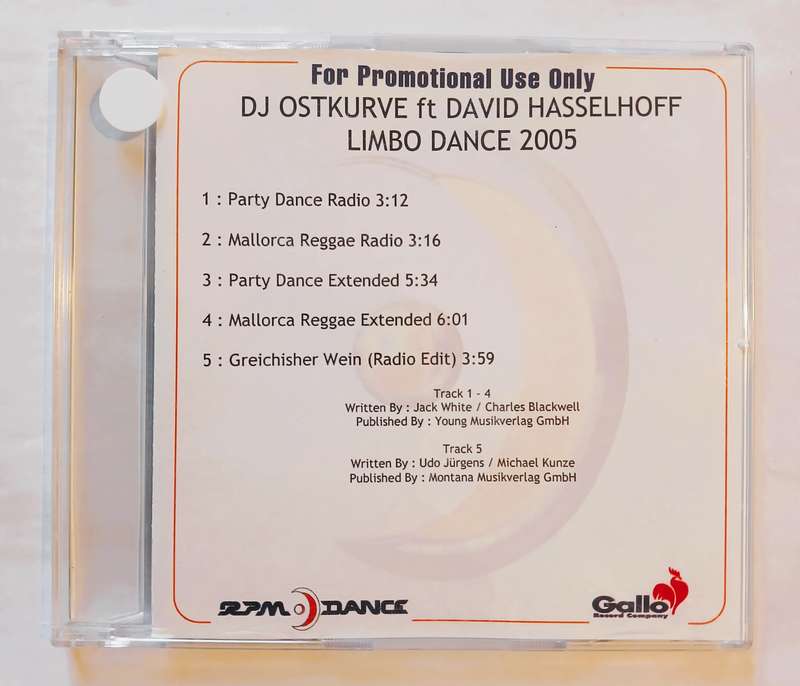 For Promotional Use Only
DJ OSTKURVE ft DAVID HASSELHOFF
LIMBO DANCE 2005
1 : Party Dance Radio 3:12
2 : Mallorca Reggae Radio 3:16
3 : Party Dance Extended 5:34
4 : Mallorca Reggae Extended 6:01
5 : Greichisher Wein (Radio Edit) 3:59
Track 1 - 4
Written By : Jack White / Charles Blackwell
Published By : Young Musikverlag GmbH
Track 5
Written By : Udo Jürgens / Michael Kunze
Published By : Montana Musikverlag GmbH
RPM DANCE
Gallo
Record Company